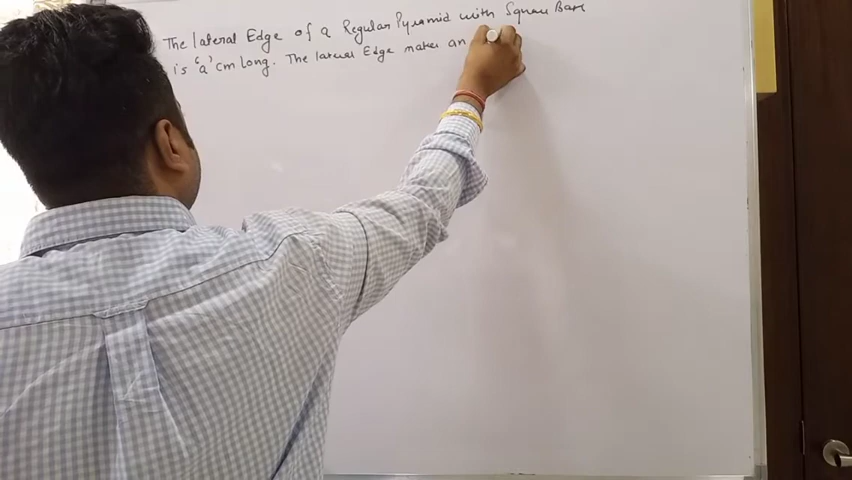 The lateral Edge of a Regular Pyramid with Square Base
is 'a' cm long. The lateral Edge makes an